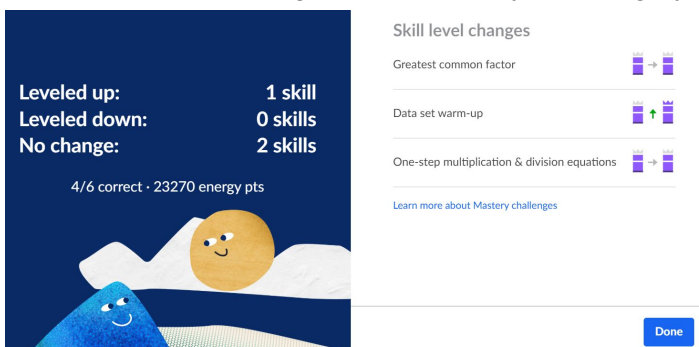 Leveled up: 1 skill
Leveled down: 0 skills
No change: 2 skills
4/6 correct · 23270 energy pts
Skill level changes
Greatest common factor
Data set warm-up
One-step multiplication & division equations
Learn more about Mastery challenges
Done